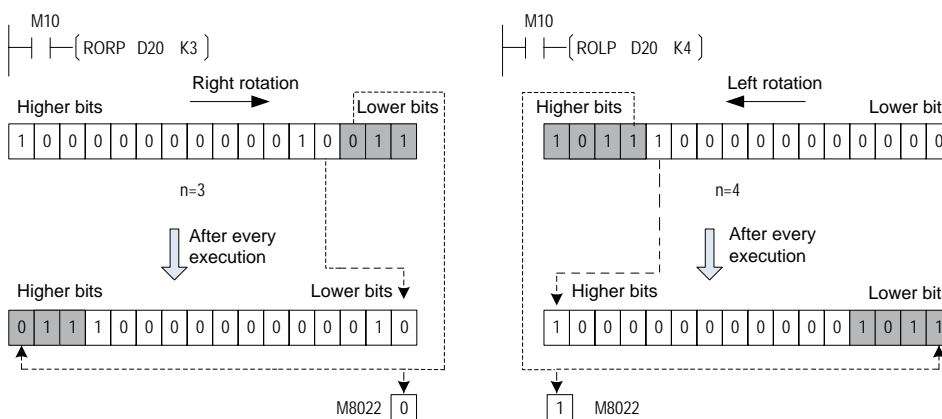 M10
RORP D20 K3
Right rotation
Higher bits Lower bits
1 0 0 0 0 0 0 0 0 0 0 1 0 0 1 1
n=3
After every
execution
Higher bits Lower bits
0 1 1 1 0 0 0 0 0 0 0 0 0 0 1 0
M8022 0
M10
ROLP D20 K4
Left rotation
Higher bits Lower bit
1 0 1 1 1 0 0 0 0 0 0 0 0 0 0 0
n=4
After every
execution
Higher bits Lower bit
1 0 0 0 0 0 0 0 0 0 0 0 1 0 1 1
1 M8022